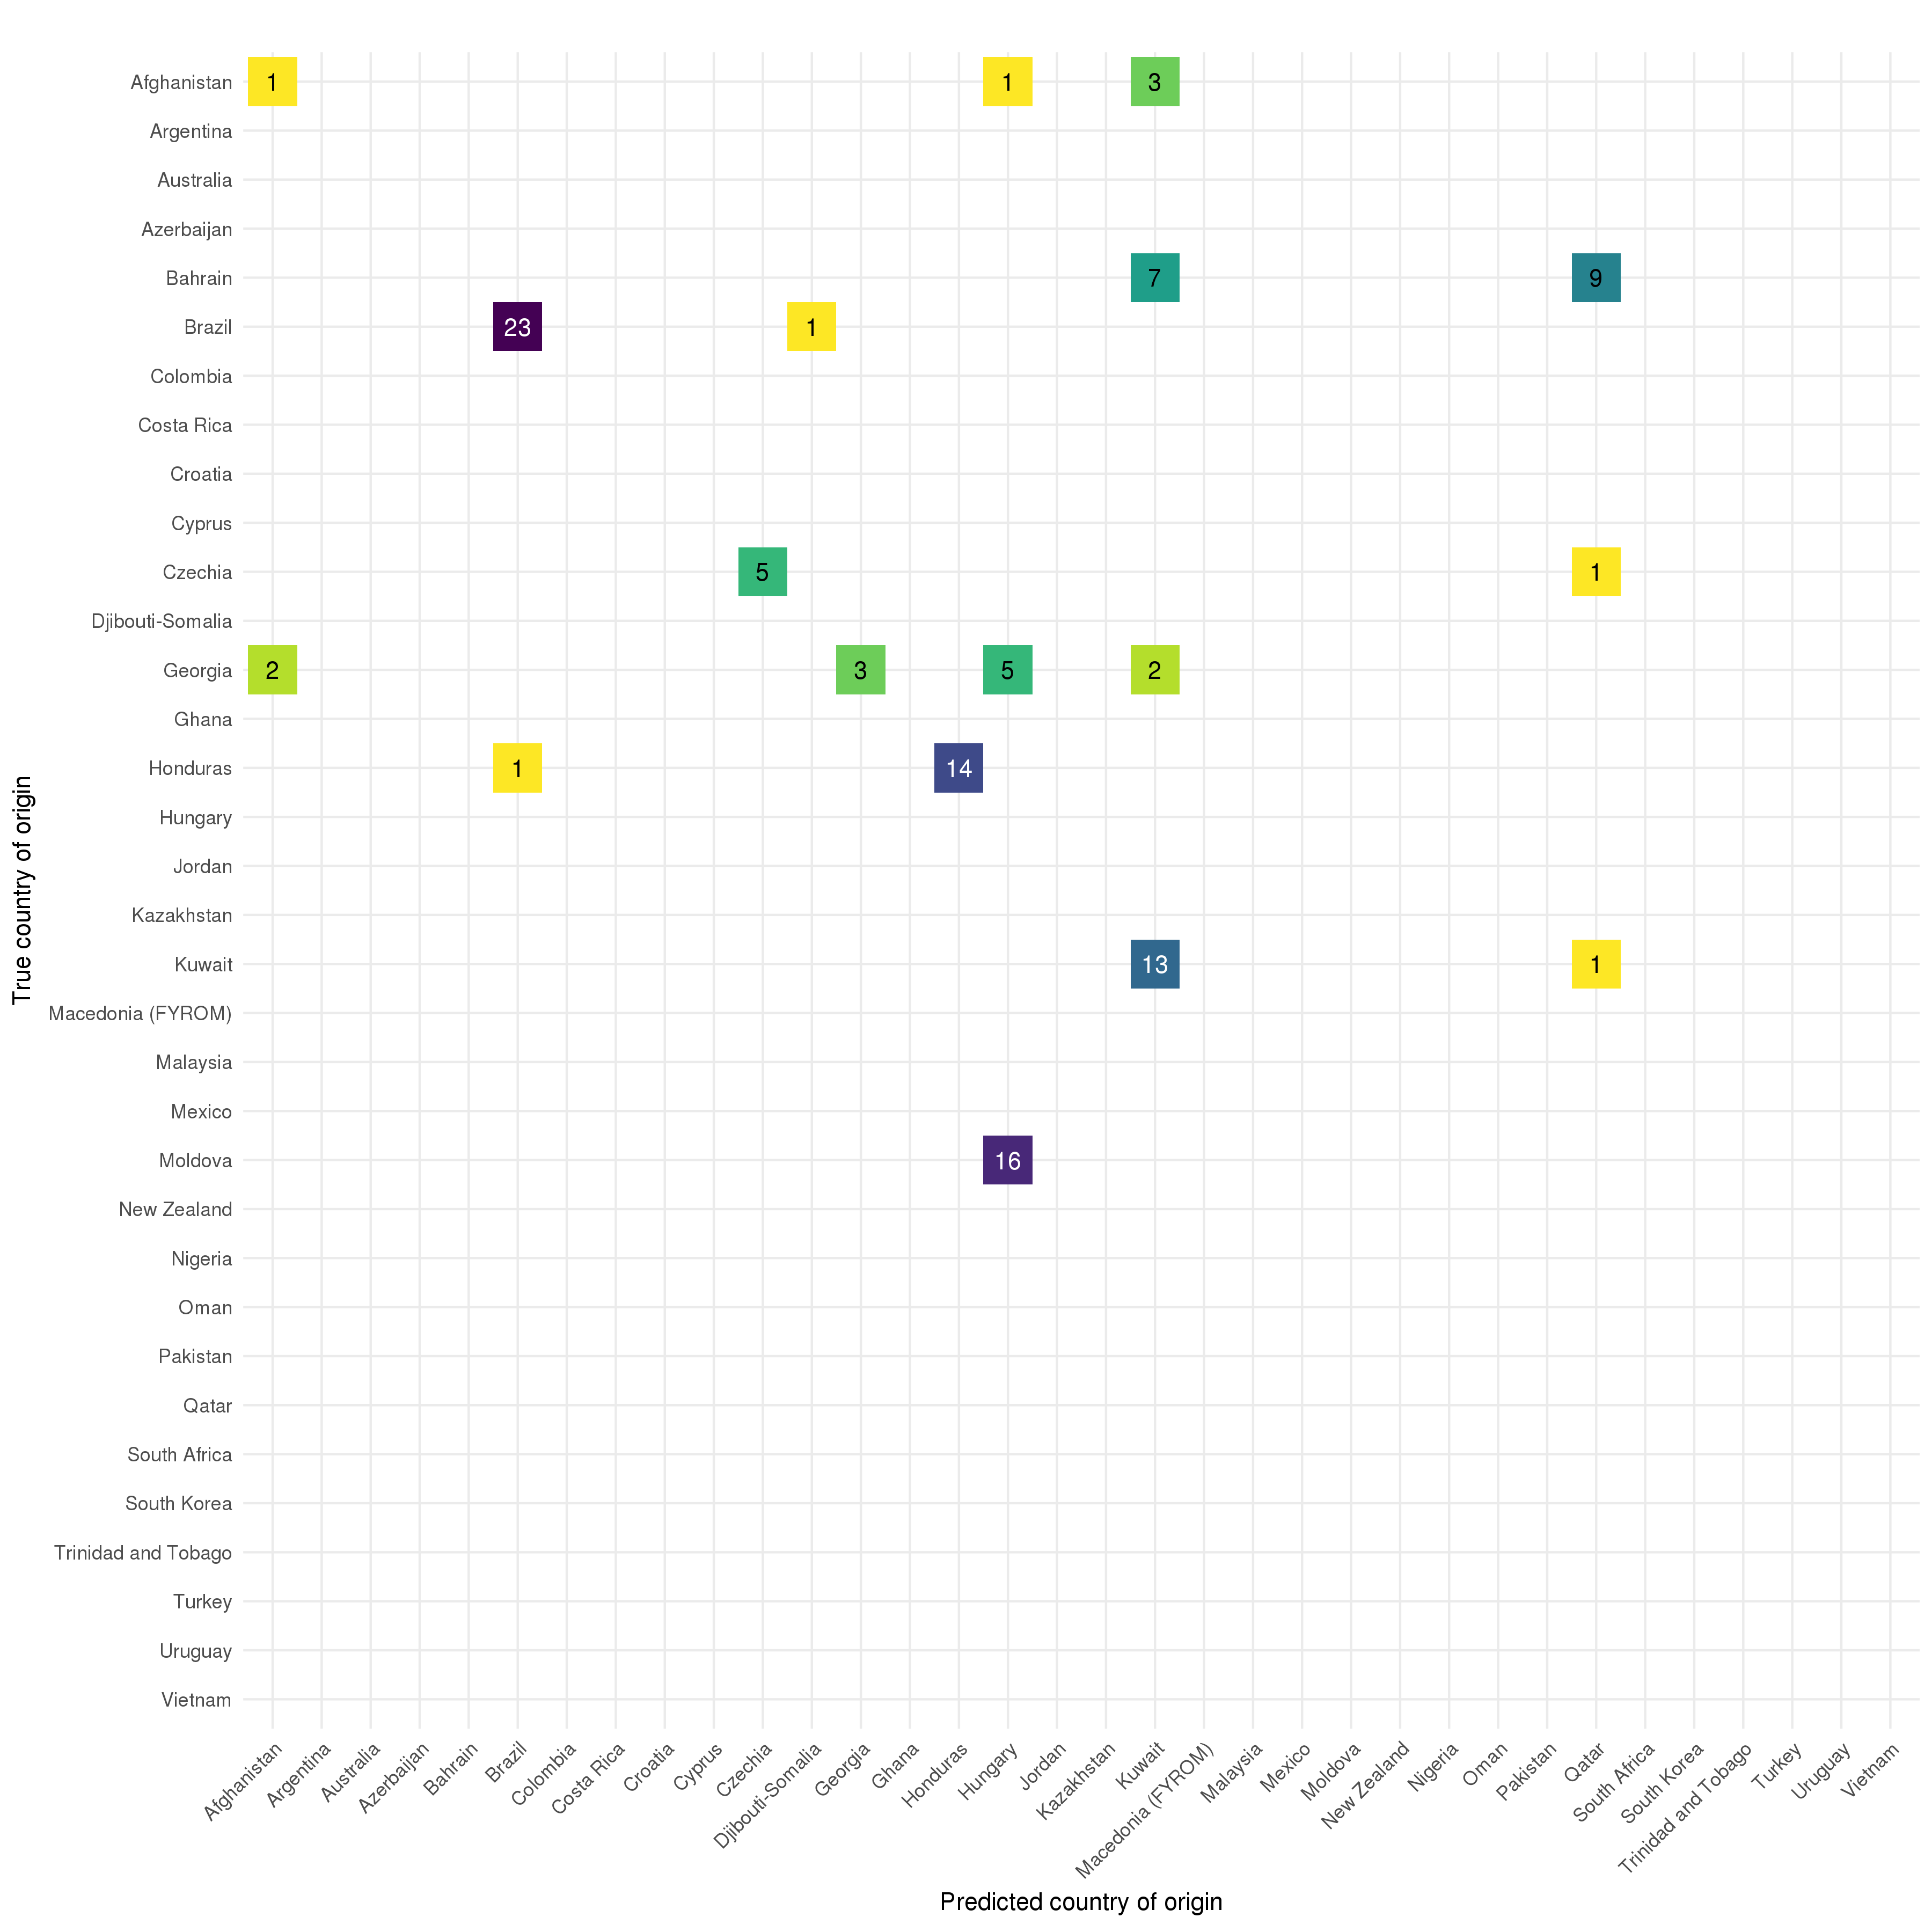 Afghanistan 1 1 3
Argentina
Australia
Azerbaijan
Bahrain 7 9
Brazil 23 1
Colombia
Costa Rica
Croatia
Cyprus
Czechia 5 1
Djibouti-Somalia
Georgia 2 3 5 2
Ghana
Honduras 1 14
Hungary
Jordan
Kazakhstan
Kuwait 13 1
Macedonia (FYROM)
Malaysia
Mexico
Moldova 16
New Zealand
Nigeria
Oman
Pakistan
Qatar
South Africa
South Korea
Trinidad and Tobago
Turkey
Uruguay
Vietnam
True country of origin
Afghanistan
Argentina
Australia
Azerbaijan
Bahrain
Brazil
Colombia
Costa Rica
Croatia
Cyprus
Czechia
Djibouti-Somalia
Georgia
Ghana
Honduras
Hungary
Jordan
Kazakhstan
Kuwait
Macedonia (FYROM)
Malaysia
Mexico
Moldova
New Zealand
Nigeria
Oman
Pakistan
Qatar
South Africa
South Korea
Trinidad and Tobago
Turkey
Uruguay
Vietnam
Predicted country of origin